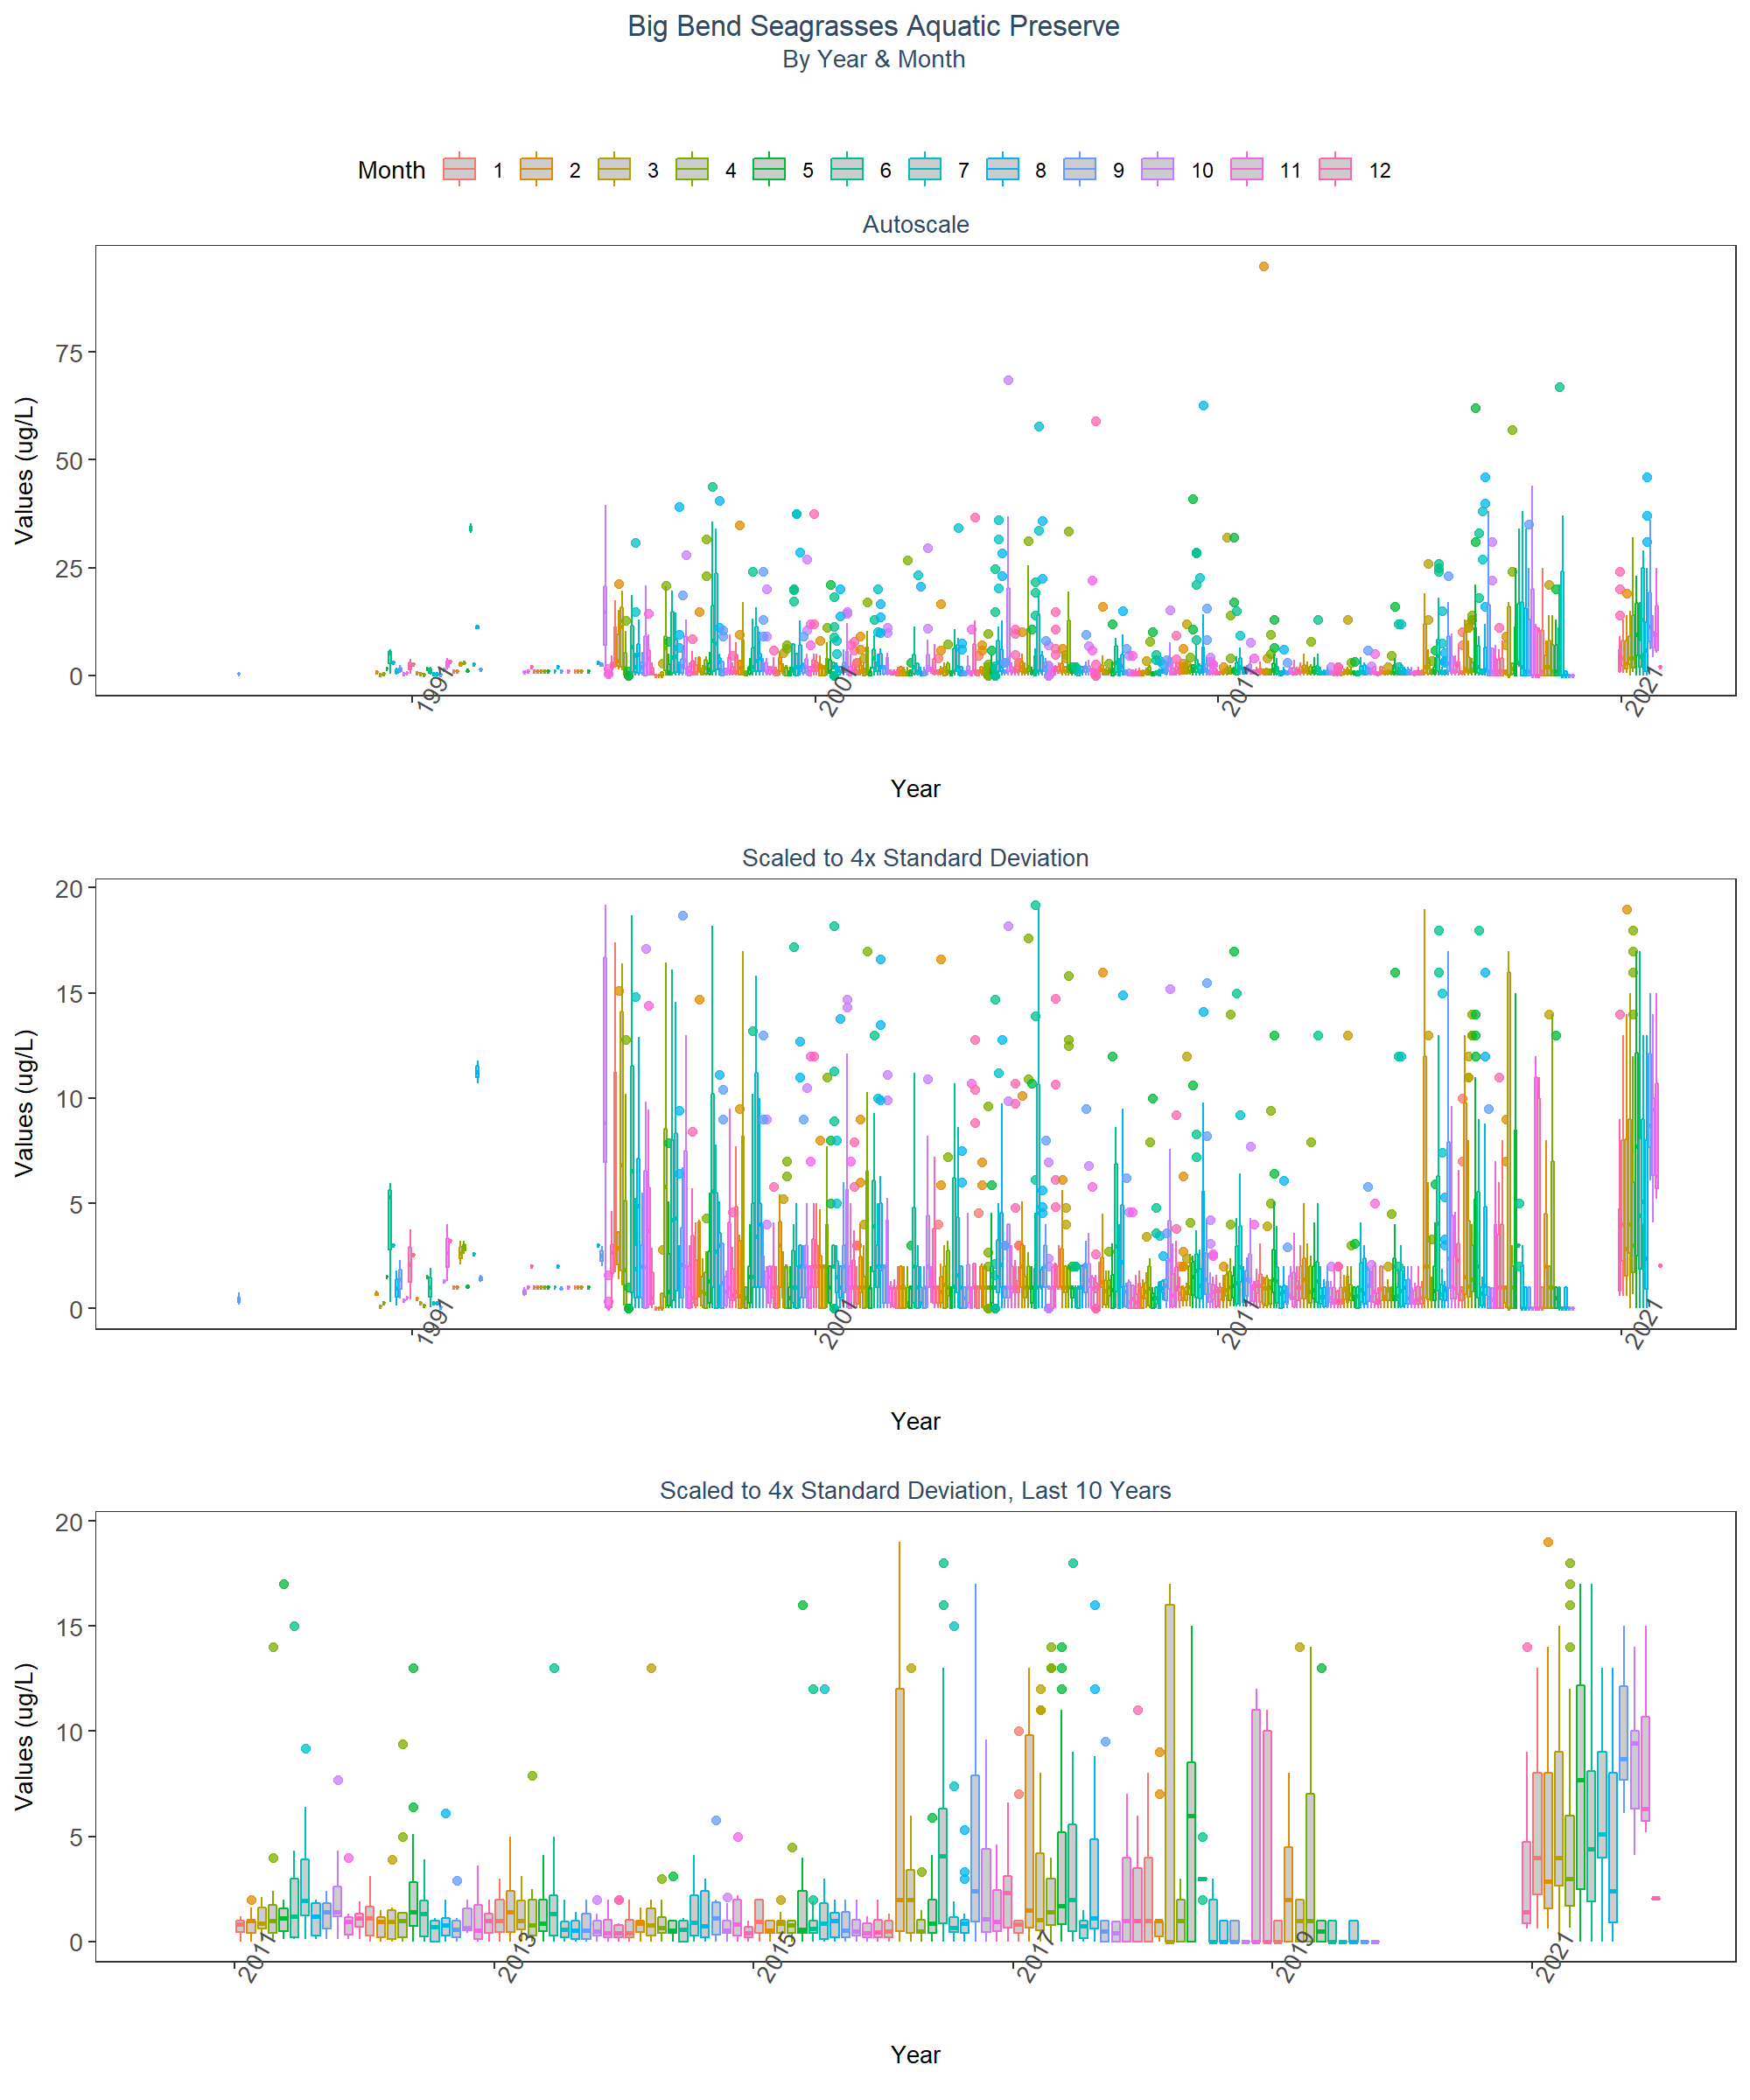 Big Bend Seagrasses Aquatic Preserve
By Year & Month
Month 1 2 3 4 5 6 7 8 9 10 11 12
Autoscale
75
50
25
0
Values (ug/L)
1991 2001 2011 2021
Year
Scaled to 4x Standard Deviation
20
15
10
5
0
Values (ug/L)
1991 2001 2011 2021
Year
Scaled to 4x Standard Deviation, Last 10 Years
20
15
10
5
0
Values (ug/L)
2011 2013 2015 2017 2019 2021
Year